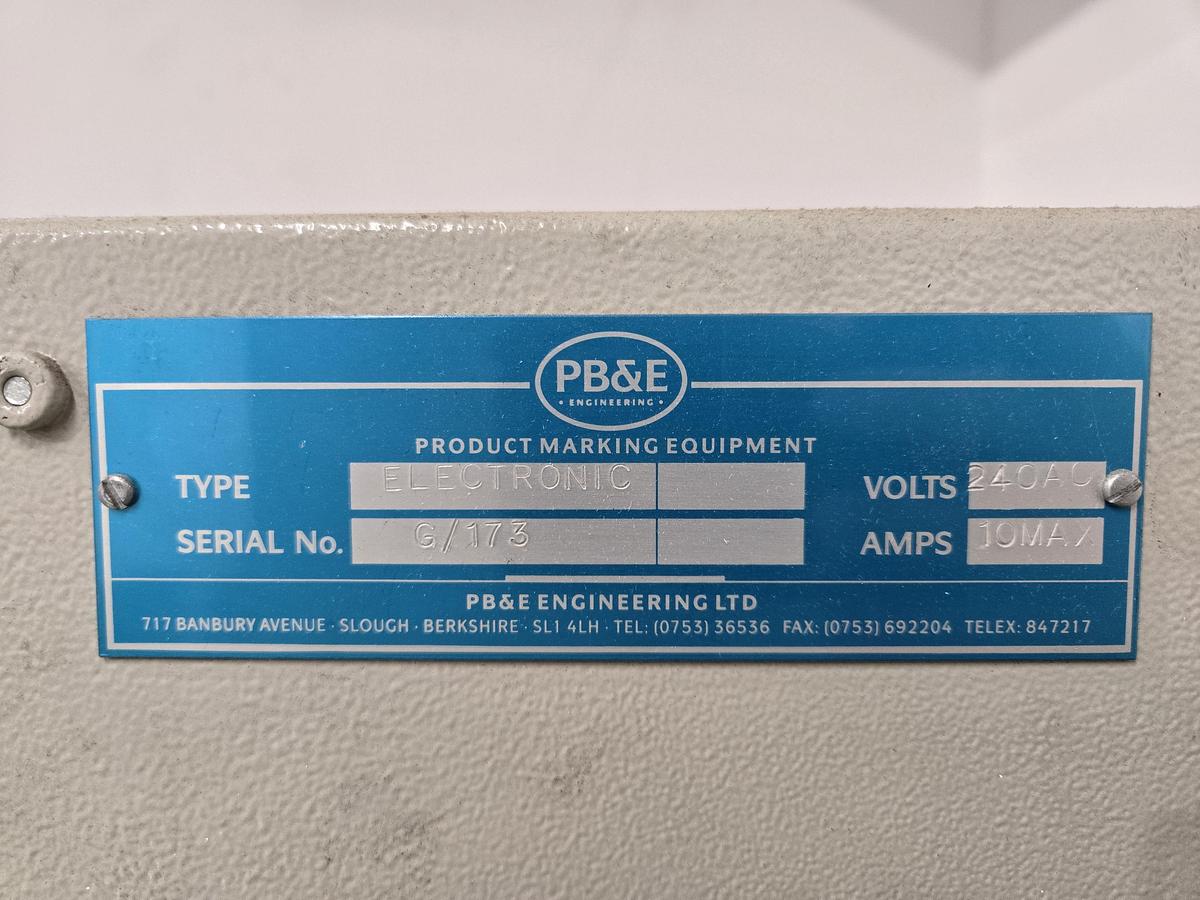 PB&E
• ENGINEERING •
PRODUCT MARKING EQUIPMENT
TYPE ELECTRONIC VOLTS 240AC
SERIAL No. G/173 AMPS 10MAX
PB&E ENGINEERING LTD
717 BANBURY AVENUE · SLOUGH · BERKSHIRE · SL1 4LH · TEL: (0753) 36536 FAX: (0753) 692204 TELEX: 847217